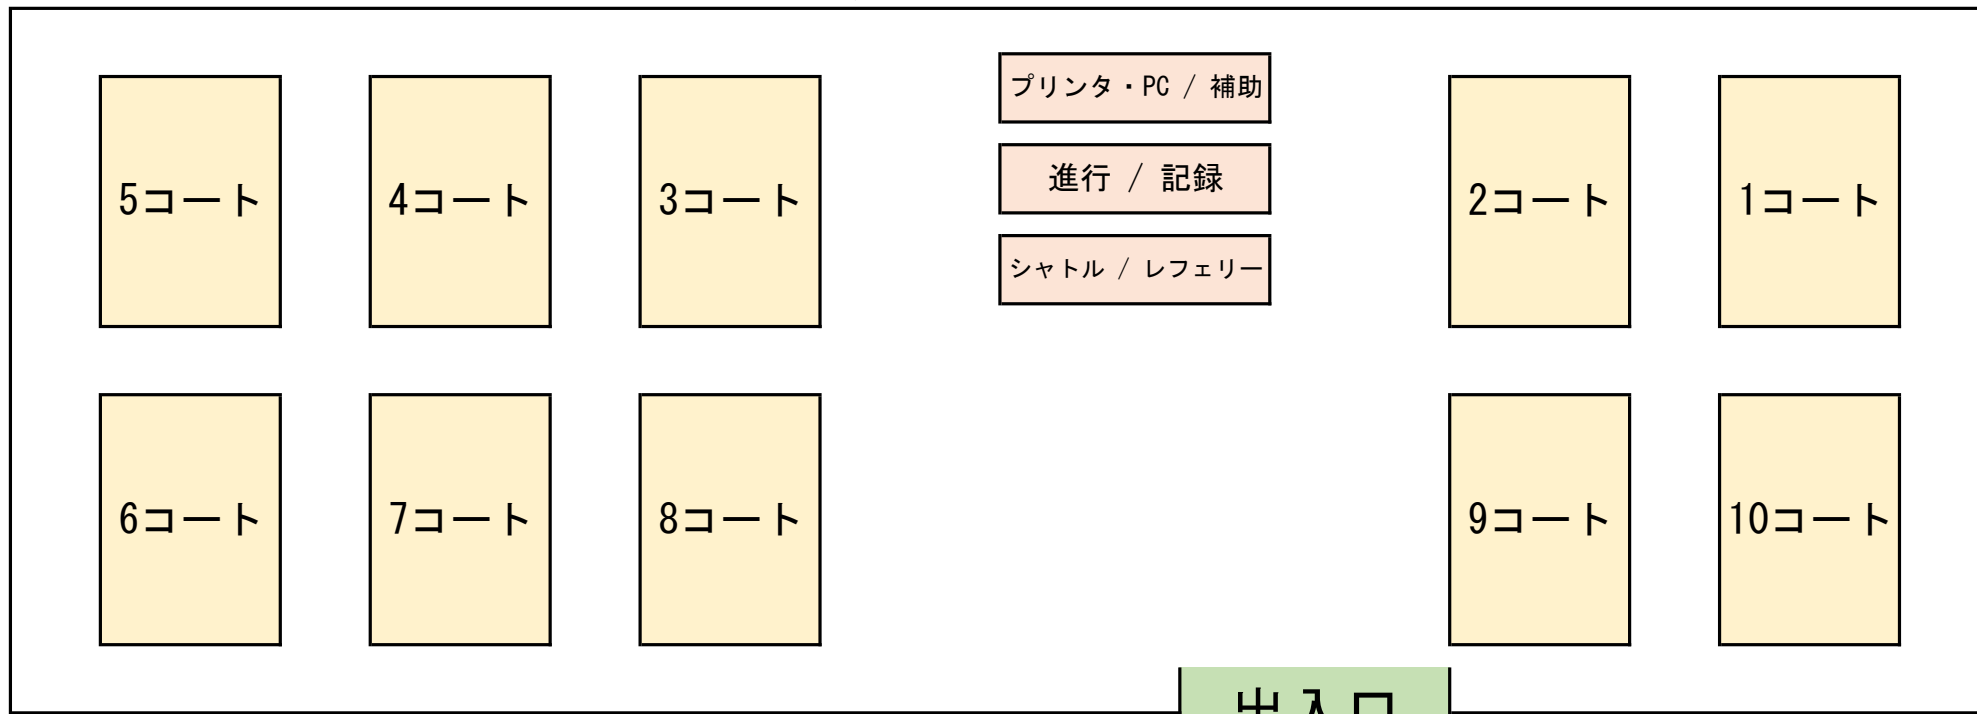 プリンタ・PC / 補助
5コート
4コート
3コート
進行 / 記録
2コート
1コート
シャトル / レフェリー
6コート
7コート
8コート
9コート
10コート
出入口